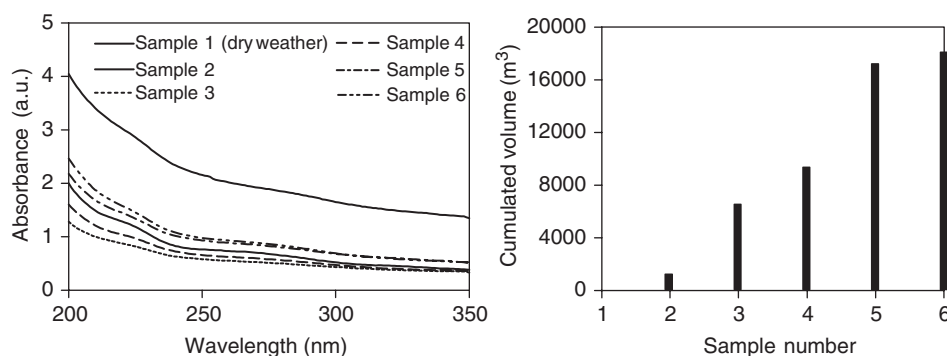 5
4
3
2
1
0
Absorbance (a.u.)
Sample 1 (dry weather)
Sample 2
Sample 3
Sample 4
Sample 5
Sample 6
200 250 300 350
Wavelength (nm)
20000
16000
12000
8000
4000
0
Cumulated volume (m³)
1 2 3 4 5 6
Sample number